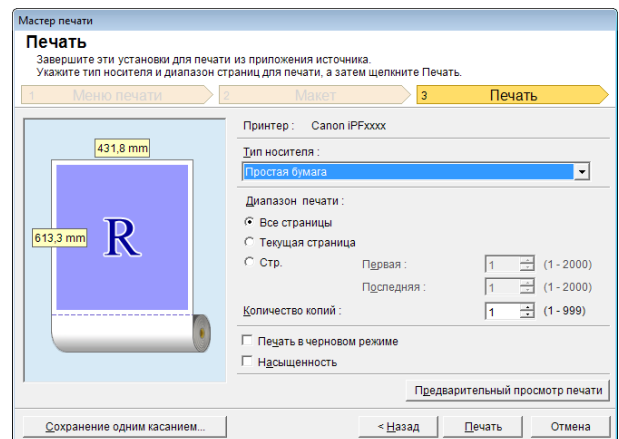 Мастер печати
Печать
Завершите эти установки для печати из приложения источника.
Укажите тип носителя и диапазон страниц для печати, а затем щелкните Печать.
1 Меню печати 2 Макет 3 Печать
Принтер : Canon iPFxxxx
431,8 mm
Тип носителя :
Простая бумага
Диапазон печати :
Все страницы
613,3 mm
R
Текущая страница
Стр. Первая : 1 (1 - 2000)
Последняя : 1 (1 - 2000)
Количество копий : 1 (1 - 999)
Печать в черновом режиме
Насыщенность
Предварительный просмотр печати
Сохранение одним касанием... < Назад Печать Отмена